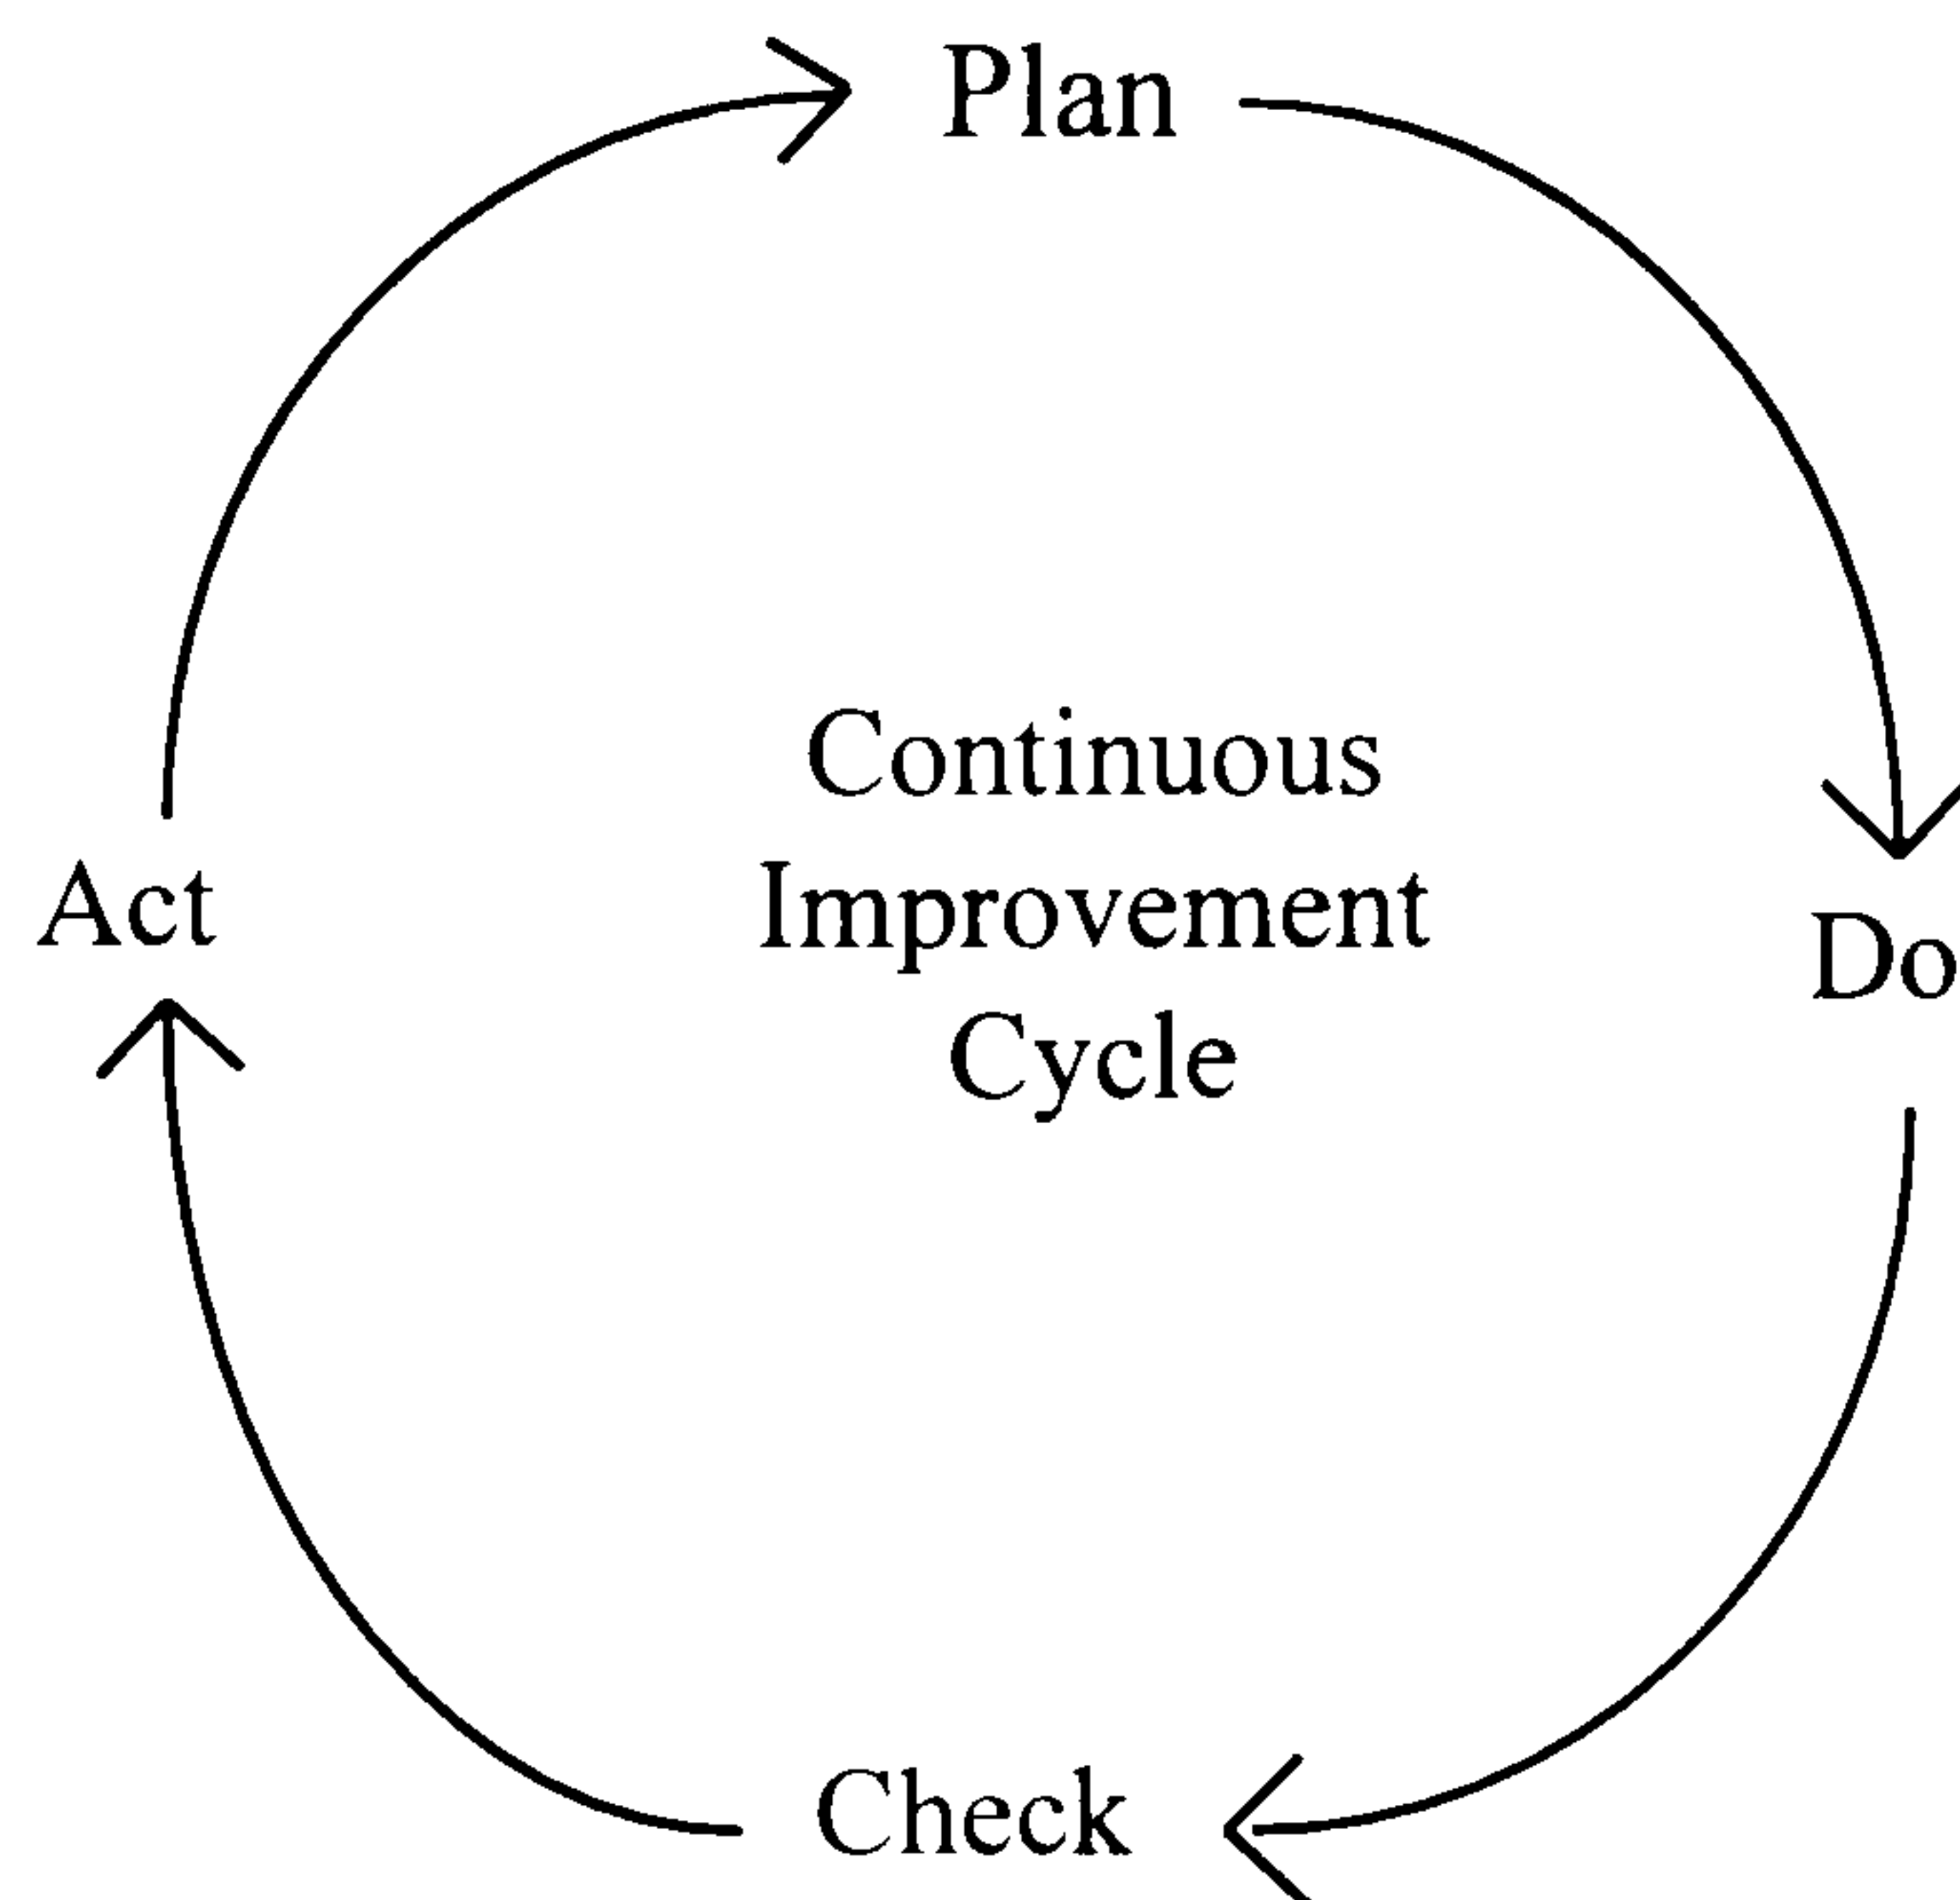 Plan
Continuous
Improvement
Cycle
Act
Do
Check